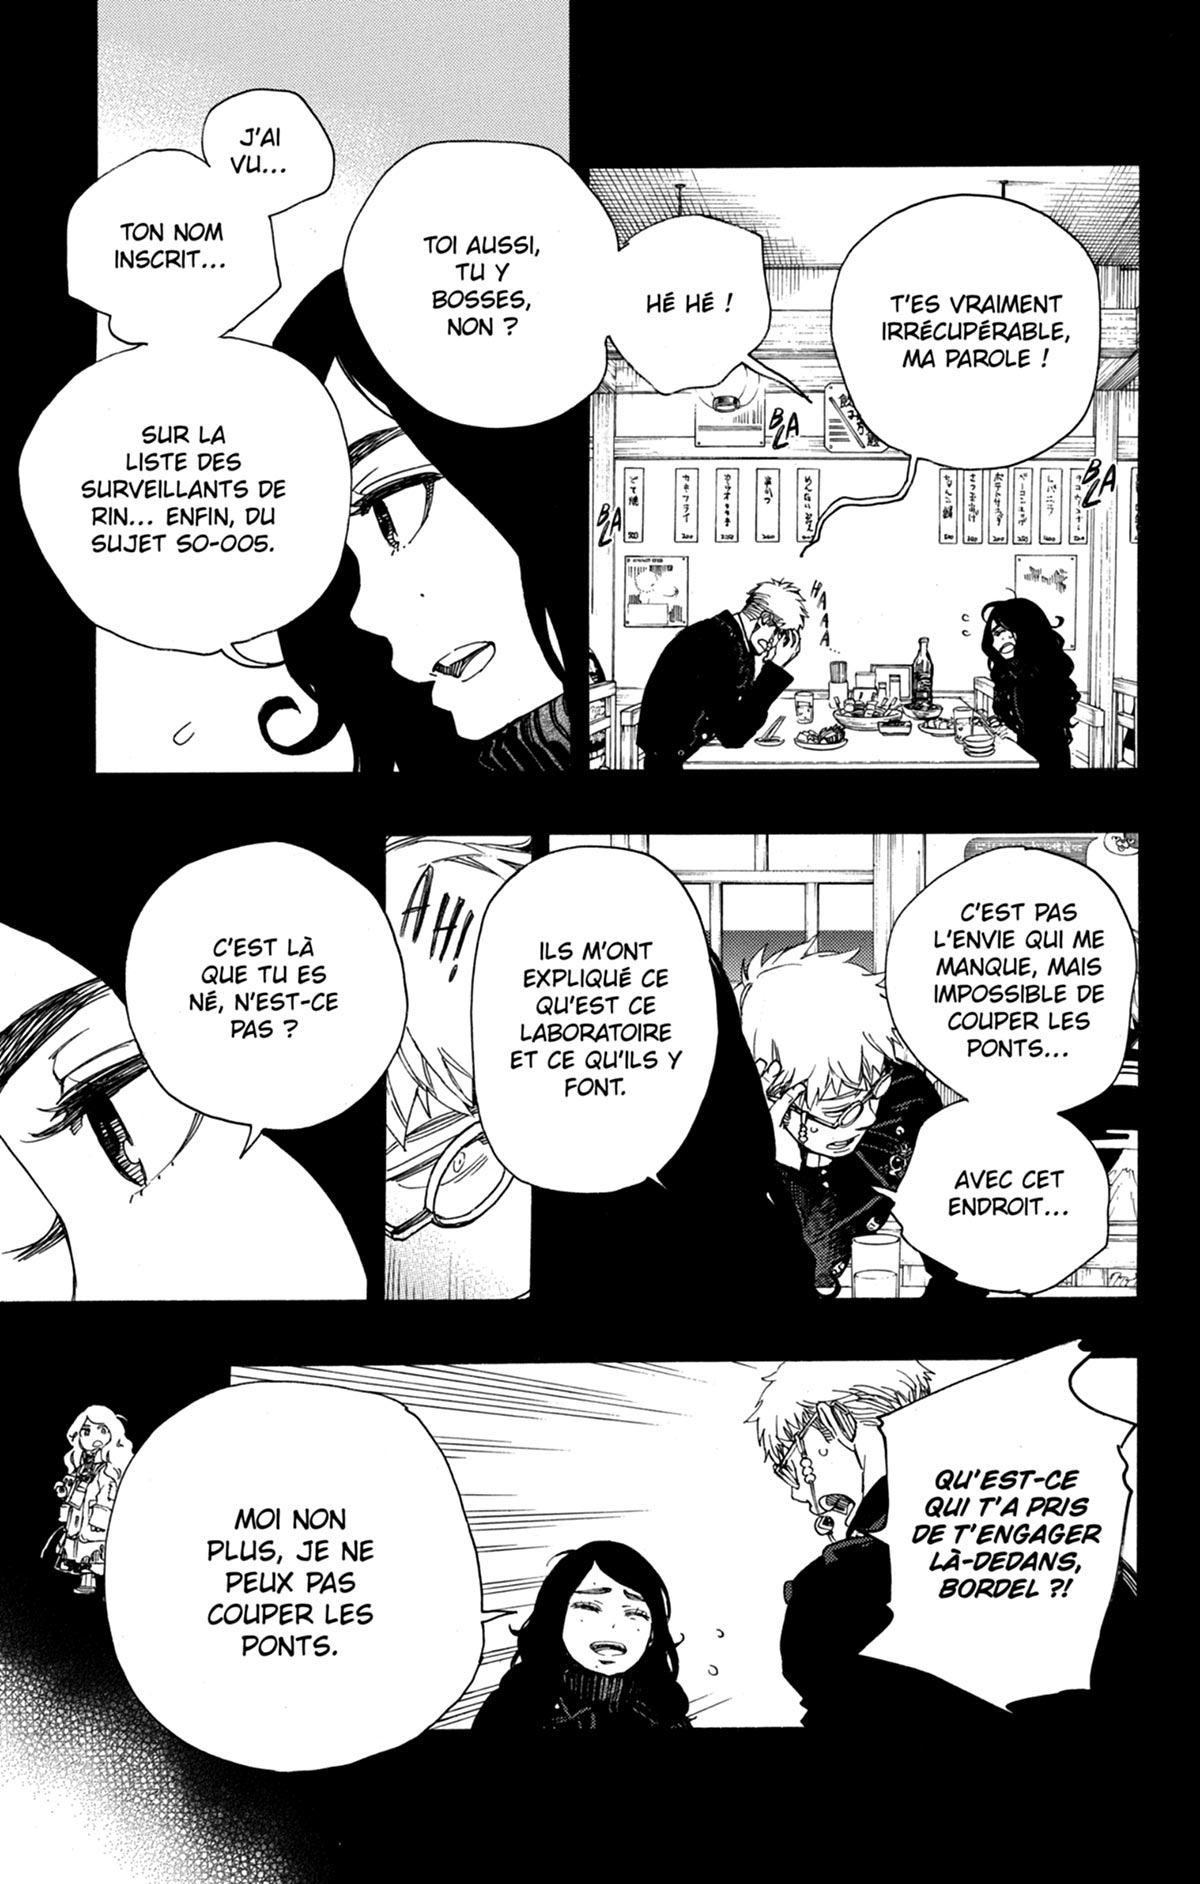 T'ES VRAIMENT
IRRÉCUPÉRABLE,
MA PAROLE !
HÉ HÉ !
BLA
BLA
BLA
HAAA...
TOI AUSSI,
TU Y
BOSSES,
NON ?
J'AI
VU...
TON NOM
INSCRIT...
SUR LA
LISTE DES
SURVEILLANTS DE
RIN... ENFIN, DU
SUJET SO-005.
C'EST PAS
L'ENVIE QUI ME
MANQUE, MAIS
IMPOSSIBLE DE
COUPER LES
PONTS...
AVEC CET
ENDROIT...
ILS M'ONT
EXPLIQUÉ CE
QU'EST CE
LABORATOIRE
ET CE QU'ILS Y
FONT.
AH!
C'EST LÀ
QUE TU ES
NÉ, N'EST-CE
PAS ?
QU'EST-CE
QUI T'A PRIS
DE T'ENGAGER
LÀ-DEDANS,
BORDEL ?!
MOI NON
PLUS, JE NE
PEUX PAS
COUPER LES
PONTS.